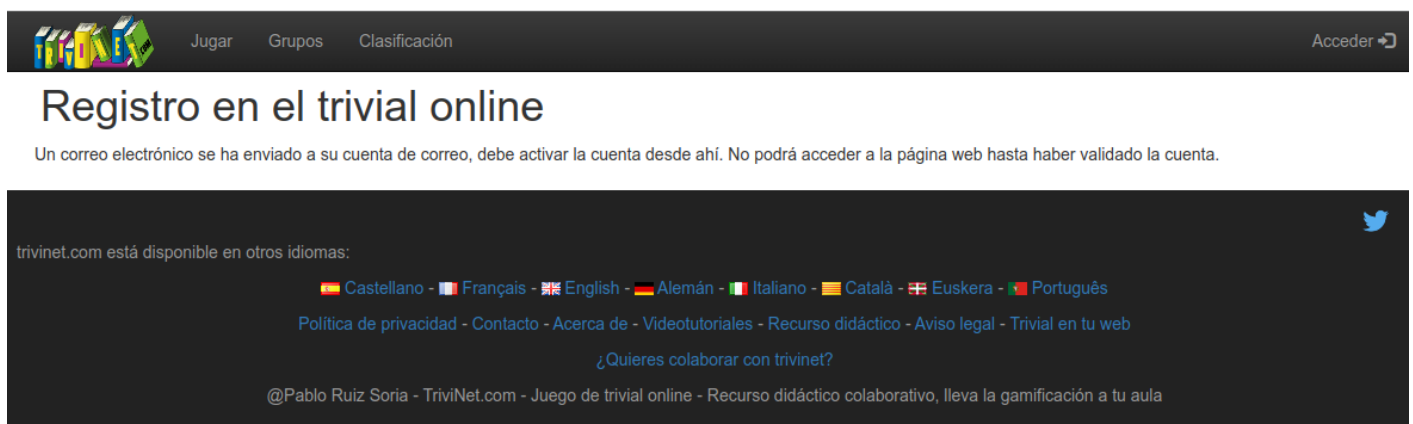 TRIVINET.COM
Jugar Grupos Clasificación Acceder
Registro en el trivial online
Un correo electrónico se ha enviado a su cuenta de correo, debe activar la cuenta desde ahí. No podrá acceder a la página web hasta haber validado la cuenta.
trivinet.com está disponible en otros idiomas:
Castellano - Français - English - Alemán - Italiano - Català - Euskera - Português
Política de privacidad - Contacto - Acerca de - Videotutoriales - Recurso didáctico - Aviso legal - Trivial en tu web
¿Quieres colaborar con trivinet?
@Pablo Ruiz Soria - TriviNet.com - Juego de trivial online - Recurso didáctico colaborativo, lleva la gamificación a tu aula